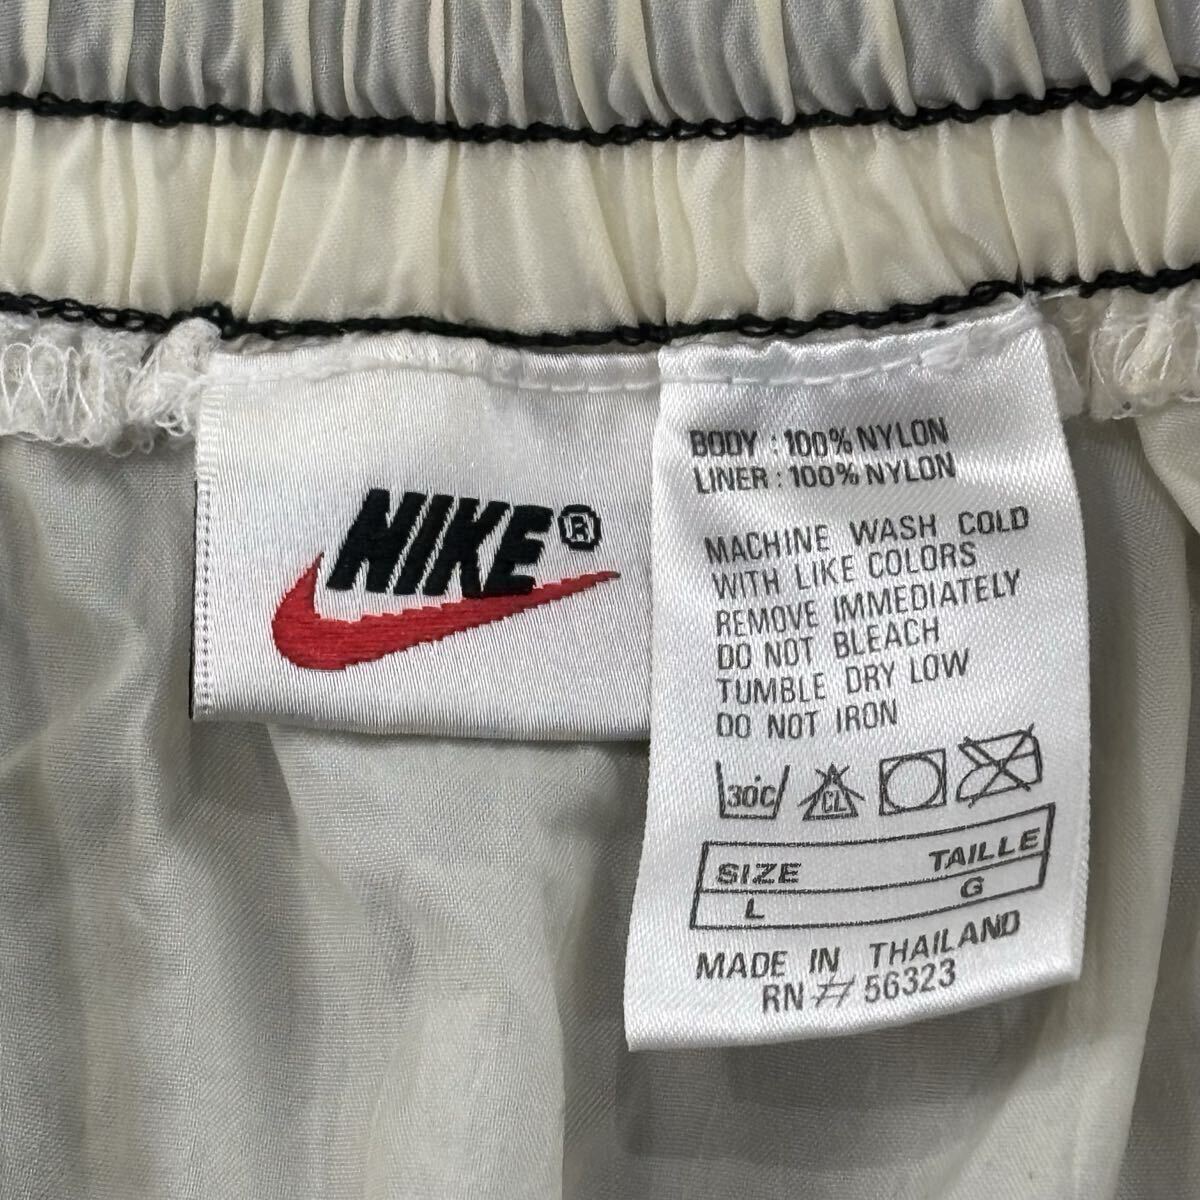 NIKE®
BODY : 100% NYLON
LINER : 100% NYLON
MACHINE WASH COLD
WITH LIKE COLORS
REMOVE IMMEDIATELY
DO NOT BLEACH
TUMBLE DRY LOW
DO NOT IRON
30°C CL
SIZE TAILLE
L G
MADE IN THAILAND
RN # 56323